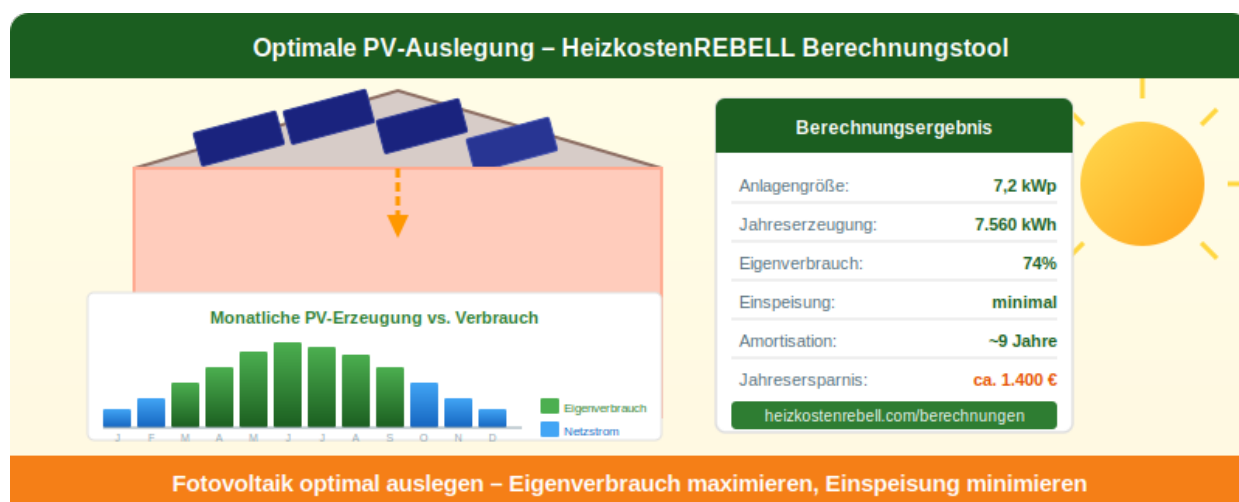 Optimale PV-Auslegung – HeizkostenREBELL Berechnungstool
Berechnungsergebnis
Anlagengröße: 7,2 kWp
Jahreserzeugung: 7.560 kWh
Eigenverbrauch: 74%
Einspeisung: minimal
Amortisation: ~9 Jahre
Jahresersparnis: ca. 1.400 €
heizkostenrebell.com/berechnungen
Monatliche PV-Erzeugung vs. Verbrauch
Eigenverbrauch
Netzstrom
J F M A M J J A S O N D
Fotovoltaik optimal auslegen – Eigenverbrauch maximieren, Einspeisung minimieren